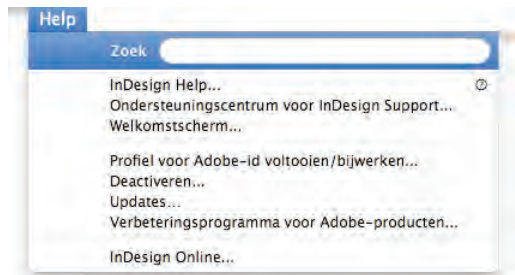 Help
Zoek
InDesign Help...
Ondersteuningscentrum voor InDesign Support...
Welkomstscherm...
Profiel voor Adobe-id voltooien/bijwerken...
Deactiveren...
Updates...
Verbeteringsprogramma voor Adobe-producten...
InDesign Online...